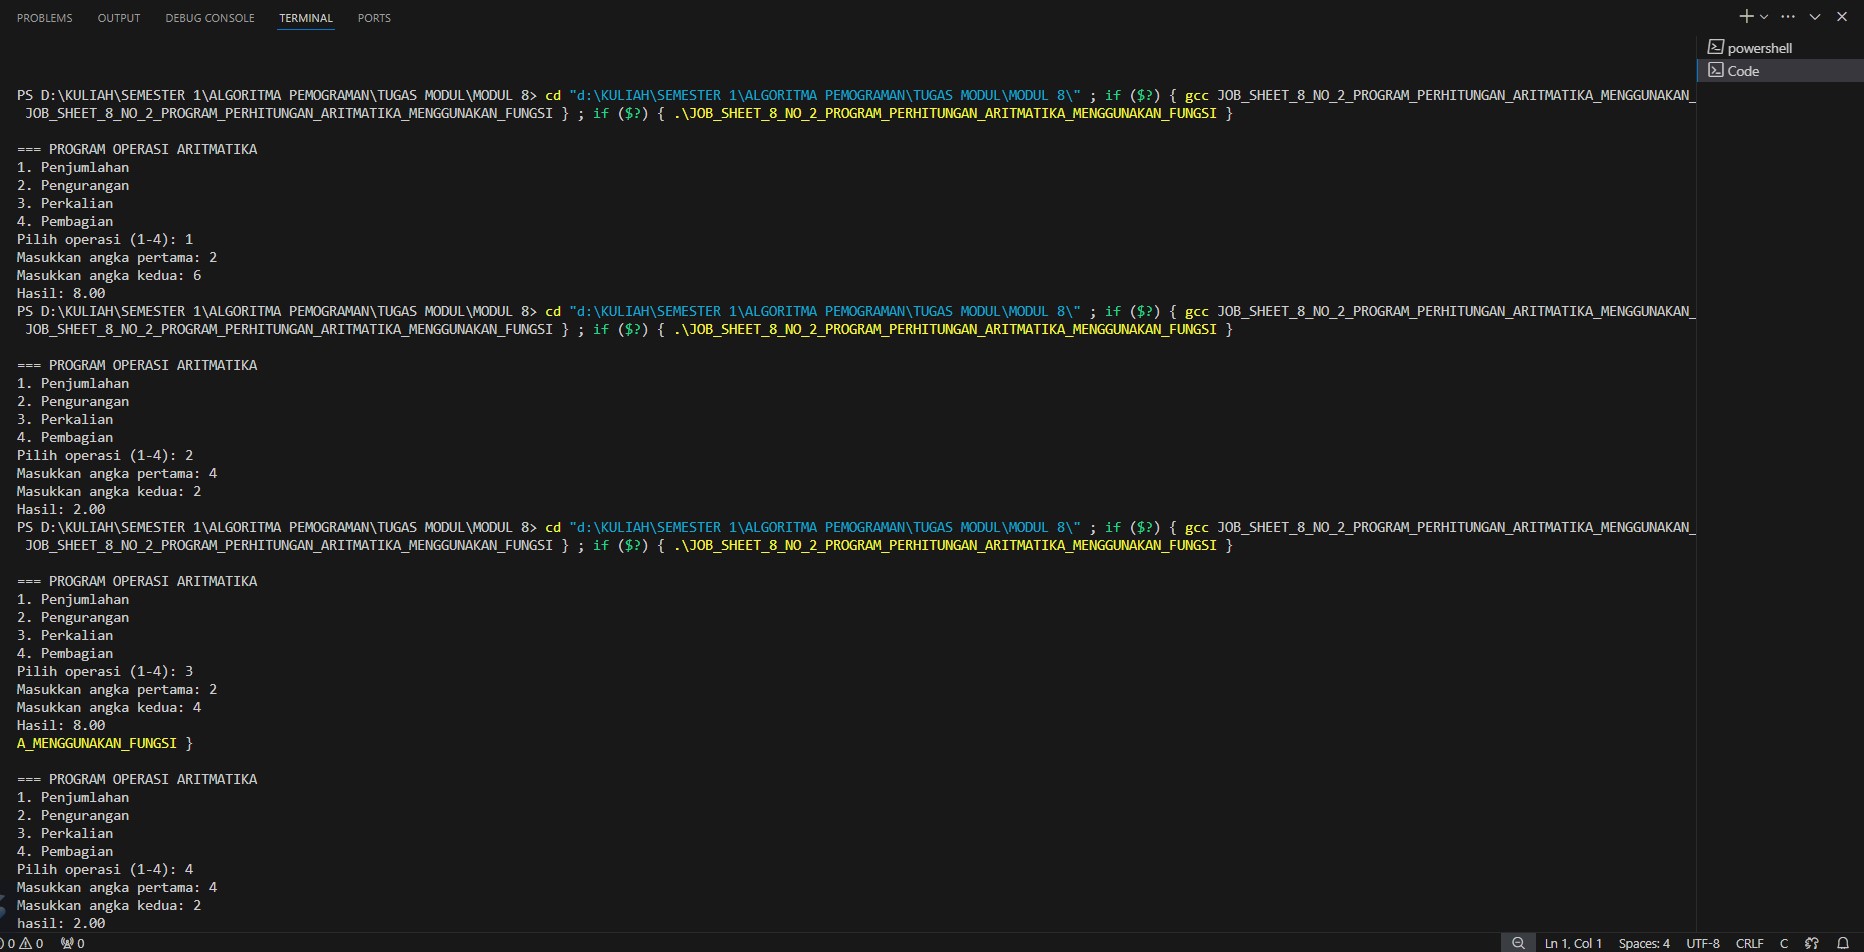 PROBLEMS OUTPUT DEBUG CONSOLE TERMINAL PORTS
powershell
Code
PS D:\KULIAH\SEMESTER 1\ALGORITMA PEMOGRAMAN\TUGAS MODUL\MODUL 8> cd "d:\KULIAH\SEMESTER 1\ALGORITMA PEMOGRAMAN\TUGAS MODUL\MODUL 8\" ; if ($?) { gcc JOB_SHEET_8_NO_2_PROGRAM_PERHITUNGAN_ARITMATIKA_MENGGUNAKAN_
JOB_SHEET_8_NO_2_PROGRAM_PERHITUNGAN_ARITMATIKA_MENGGUNAKAN_FUNGSI } ; if ($?) { .\JOB_SHEET_8_NO_2_PROGRAM_PERHITUNGAN_ARITMATIKA_MENGGUNAKAN_FUNGSI }
=== PROGRAM OPERASI ARITMATIKA
1. Penjumlahan
2. Pengurangan
3. Perkalian
4. Pembagian
Pilih operasi (1-4): 1
Masukkan angka pertama: 2
Masukkan angka kedua: 6
Hasil: 8.00
PS D:\KULIAH\SEMESTER 1\ALGORITMA PEMOGRAMAN\TUGAS MODUL\MODUL 8> cd "d:\KULIAH\SEMESTER 1\ALGORITMA PEMOGRAMAN\TUGAS MODUL\MODUL 8\" ; if ($?) { gcc JOB_SHEET_8_NO_2_PROGRAM_PERHITUNGAN_ARITMATIKA_MENGGUNAKAN_
JOB_SHEET_8_NO_2_PROGRAM_PERHITUNGAN_ARITMATIKA_MENGGUNAKAN_FUNGSI } ; if ($?) { .\JOB_SHEET_8_NO_2_PROGRAM_PERHITUNGAN_ARITMATIKA_MENGGUNAKAN_FUNGSI }
=== PROGRAM OPERASI ARITMATIKA
1. Penjumlahan
2. Pengurangan
3. Perkalian
4. Pembagian
Pilih operasi (1-4): 2
Masukkan angka pertama: 4
Masukkan angka kedua: 2
Hasil: 2.00
PS D:\KULIAH\SEMESTER 1\ALGORITMA PEMOGRAMAN\TUGAS MODUL\MODUL 8> cd "d:\KULIAH\SEMESTER 1\ALGORITMA PEMOGRAMAN\TUGAS MODUL\MODUL 8\" ; if ($?) { gcc JOB_SHEET_8_NO_2_PROGRAM_PERHITUNGAN_ARITMATIKA_MENGGUNAKAN_
JOB_SHEET_8_NO_2_PROGRAM_PERHITUNGAN_ARITMATIKA_MENGGUNAKAN_FUNGSI } ; if ($?) { .\JOB_SHEET_8_NO_2_PROGRAM_PERHITUNGAN_ARITMATIKA_MENGGUNAKAN_FUNGSI }
=== PROGRAM OPERASI ARITMATIKA
1. Penjumlahan
2. Pengurangan
3. Perkalian
4. Pembagian
Pilih operasi (1-4): 3
Masukkan angka pertama: 2
Masukkan angka kedua: 4
Hasil: 8.00
A_MENGGUNAKAN_FUNGSI }
=== PROGRAM OPERASI ARITMATIKA
1. Penjumlahan
2. Pengurangan
3. Perkalian
4. Pembagian
Pilih operasi (1-4): 4
Masukkan angka pertama: 4
Masukkan angka kedua: 2
hasil: 2.00
0 0 0 Ln 1, Col 1 Spaces: 4 UTF-8 CRLF C